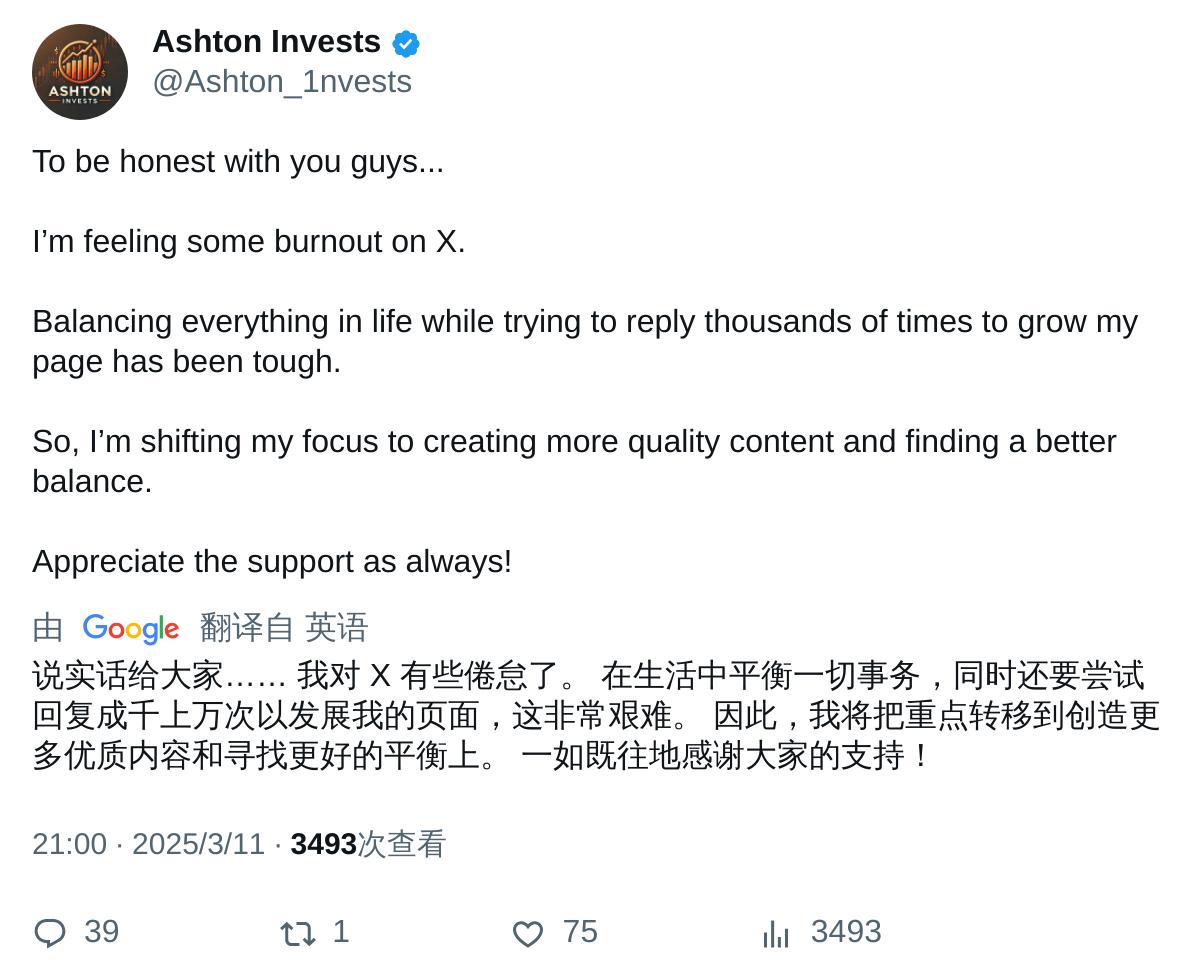 ASHTON
INVESTS
Ashton Invests
@Ashton_1nvests
To be honest with you guys...
I’m feeling some burnout on X.
Balancing everything in life while trying to reply thousands of times to grow my
page has been tough.
So, I’m shifting my focus to creating more quality content and finding a better
balance.
Appreciate the support as always!
由 Google 翻译自 英语
说实话给大家…… 我对 X 有些倦怠了。 在生活中平衡一切事务，同时还要尝试
回复成千上万次以发展我的页面，这非常艰难。 因此，我将把重点转移到创造更
多优质内容和寻找更好的平衡上。 一如既往地感谢大家的支持！
21:00 · 2025/3/11 · 3493次查看
39 1 75 3493